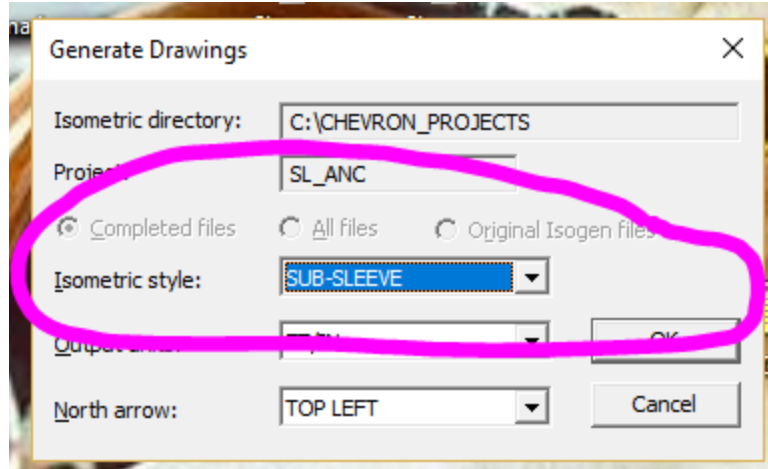 Generate Drawings
Isometric directory: C:\CHEVRON_PROJECTS
SL_ANC
Completed files All files Original Isogen files
Isometric style: SUB-SLEEVE
OK
North arrow: TOP LEFT Cancel